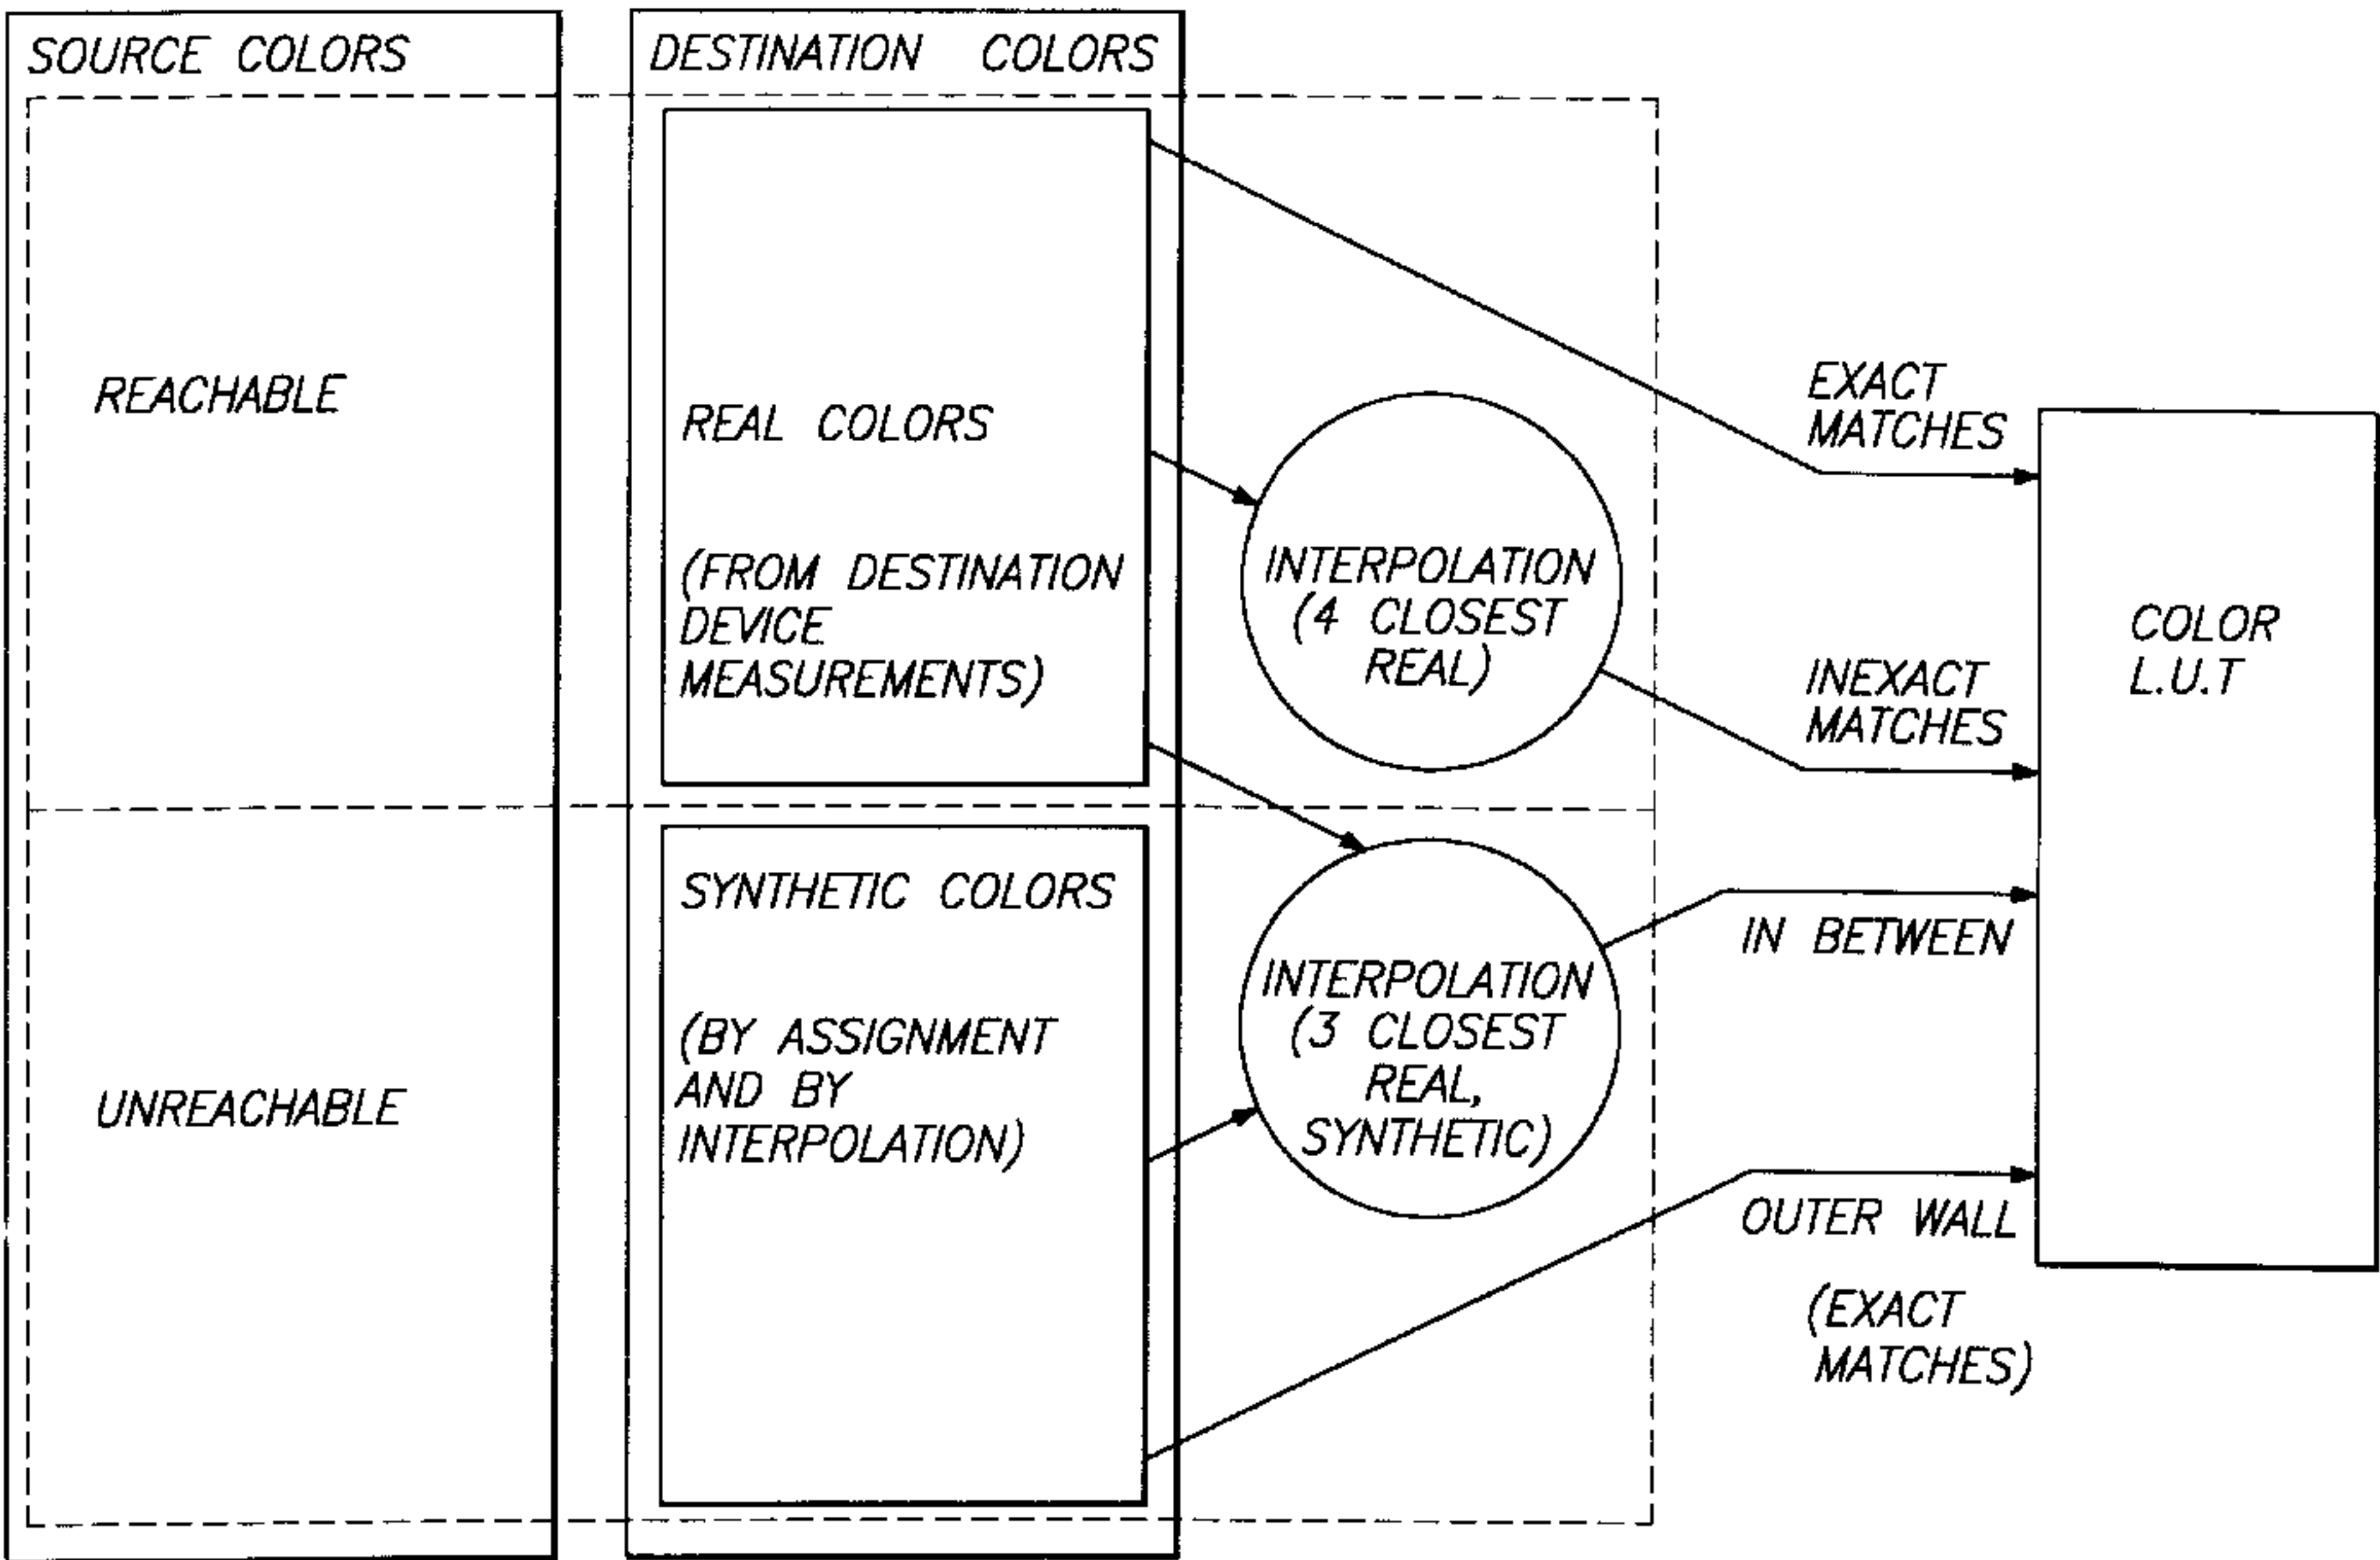 SOURCE COLORS
REACHABLE
UNREACHABLE
DESTINATION COLORS
REAL COLORS
(FROM DESTINATION
DEVICE
MEASUREMENTS)
SYNTHETIC COLORS
(BY ASSIGNMENT
AND BY
INTERPOLATION)
INTERPOLATION
(4 CLOSEST
REAL)
INTERPOLATION
(3 CLOSEST
REAL,
SYNTHETIC)
EXACT
MATCHES
INEXACT
MATCHES
IN BETWEEN
OUTER WALL
(EXACT
MATCHES)
COLOR
L.U.T